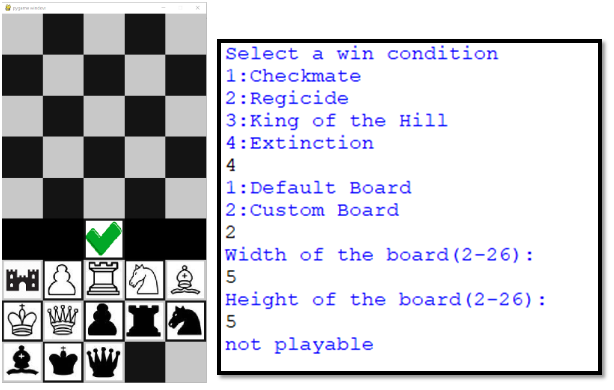 pygame window
Select a win condition
1:Checkmate
2:Regicide
3:King of the Hill
4:Extinction
4
1:Default Board
2:Custom Board
2
Width of the board(2-26):
5
Height of the board(2-26):
5
not playable